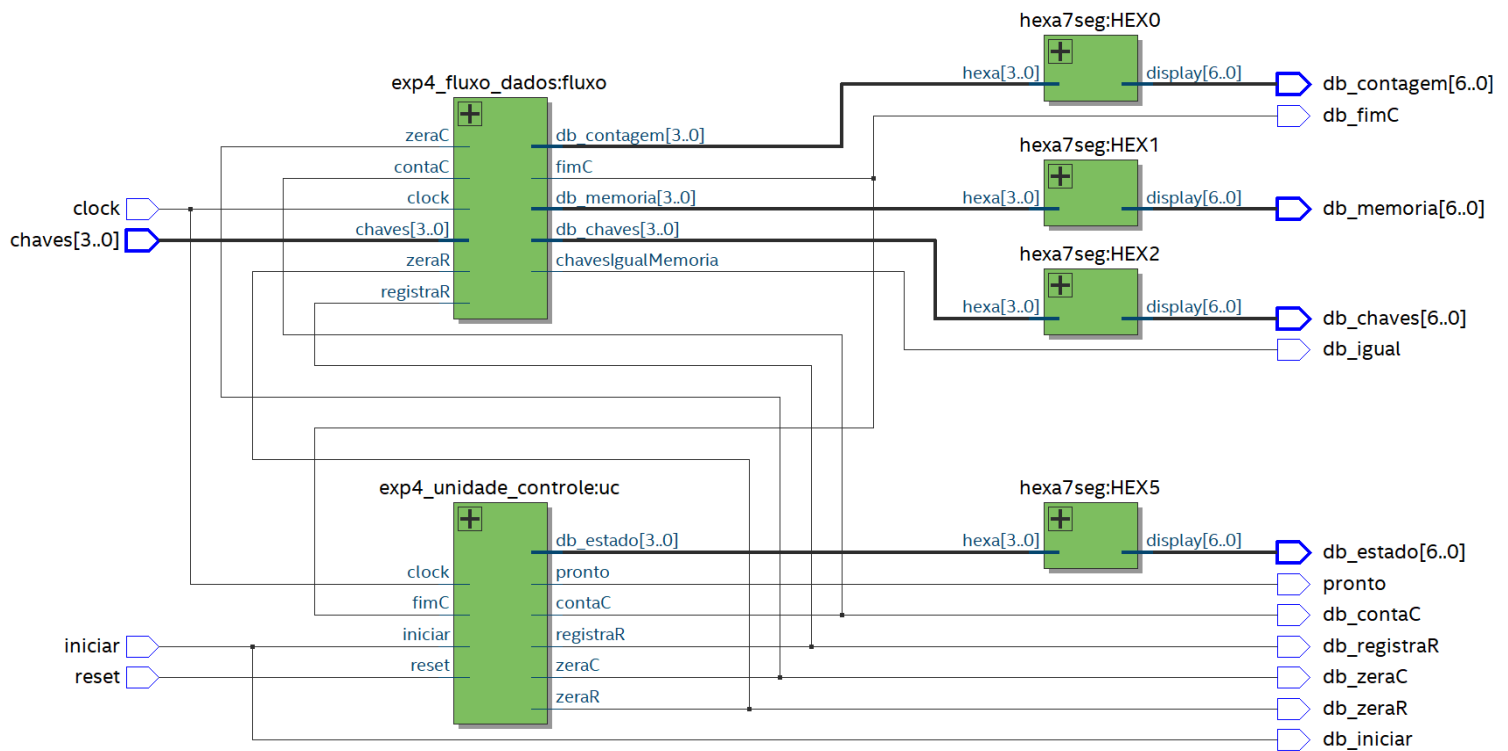 hexa7seg:HEX0
hexa[3..0] display[6..0] db_contagem[6..0]
exp4_fluxo_dados:fluxo
db_fimC
zeraC db_contagem[3..0]
contaC fimC
hexa7seg:HEX1
clock clock db_memoria[3..0] hexa[3..0] display[6..0] db_memoria[6..0]
chaves[3..0] chaves[3..0] db_chaves[3..0]
hexa7seg:HEX2
zeraR chavesIgualMemoria
registraR hexa[3..0] display[6..0] db_chaves[6..0]
db_igual
exp4_unidade_controle:uc hexa7seg:HEX5
db_estado[3..0] hexa[3..0] display[6..0] db_estado[6..0]
clock pronto pronto
fimC contaC db_contaC
iniciar iniciar registraR db_registraR
reset reset zeraC db_zeraC
zeraR db_zeraR
db_iniciar